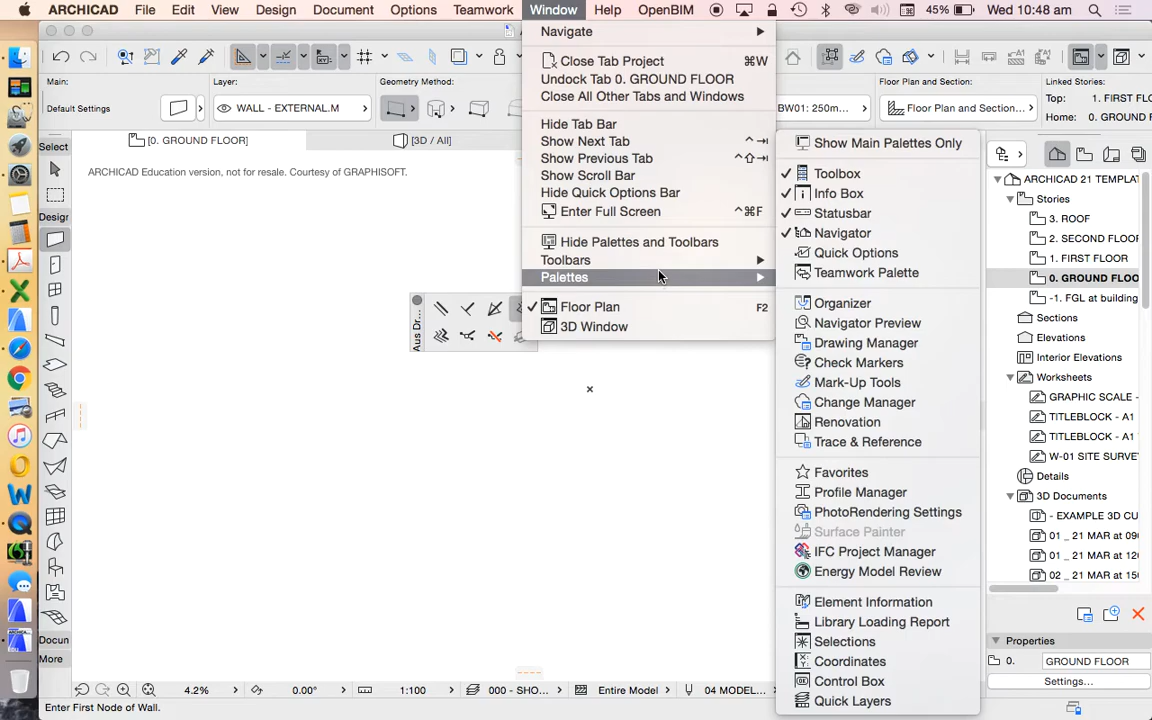 ARCHICAD File Edit View Design Document Options Teamwork Window Help OpenBIM 45% Wed 10:48 am
Main:
Layer:
Geometry Method:
Floor Plan and Section:
Linked Stories:
Default Settings
WALL - EXTERNAL.M
BW01: 250m...
Floor Plan and Section...
Top: 1. FIRST FL
Home: 0. GROUND F
Select
[0. GROUND FLOOR]
[3D / All]
ARCHICAD Education version, not for resale. Courtesy of GRAPHISOFT.
Design
Docun
More
Aus Dr...
Navigate
Close Tab Project ⌘W
Undock Tab 0. GROUND FLOOR
Close All Other Tabs and Windows
Hide Tab Bar
Show Next Tab ^⇥
Show Previous Tab ^⇧⇥
Show Scroll Bar
Hide Quick Options Bar
Enter Full Screen ^⌘F
Hide Palettes and Toolbars
Toolbars
Palettes
Floor Plan F2
3D Window
Show Main Palettes Only
Toolbox
Info Box
Statusbar
Navigator
Quick Options
Teamwork Palette
Organizer
Navigator Preview
Drawing Manager
Check Markers
Mark-Up Tools
Change Manager
Renovation
Trace & Reference
Favorites
Profile Manager
PhotoRendering Settings
Surface Painter
IFC Project Manager
Energy Model Review
Element Information
Library Loading Report
Selections
Coordinates
Control Box
Quick Layers
ARCHICAD 21 TEMPLAT
Stories
3. ROOF
2. SECOND FLOOR
1. FIRST FLOOR
0. GROUND FLOO
-1. FGL at building
Sections
Elevations
Interior Elevations
Worksheets
GRAPHIC SCALE -
TITLEBLOCK - A1
TITLEBLOCK - A1
W-01 SITE SURVE
Details
3D Documents
- EXAMPLE 3D CU
01 _ 21 MAR at 09
01 _ 21 MAR at 12
02 _ 21 MAR at 15
Properties
0. GROUND FLOOR
Settings...
4.2% 0.00° 1:100 000 - SHO... Entire Model 04 MODEL...
Enter First Node of Wall.